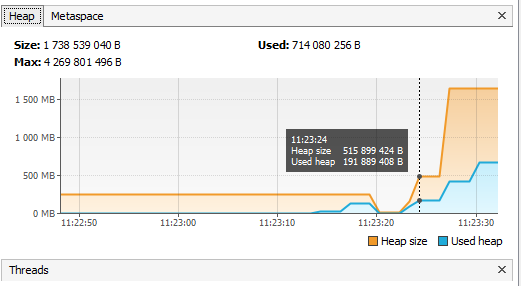 Heap Metaspace
Size: 1 738 539 040 B Used: 714 080 256 B
Max: 4 269 801 496 B
1 500 MB
1 000 MB
500 MB
0 MB
11:23:24
Heap size 515 899 424 B
Used heap 191 889 408 B
11:22:50 11:23:00 11:23:10 11:23:20 11:23:30
Heap size Used heap
Threads